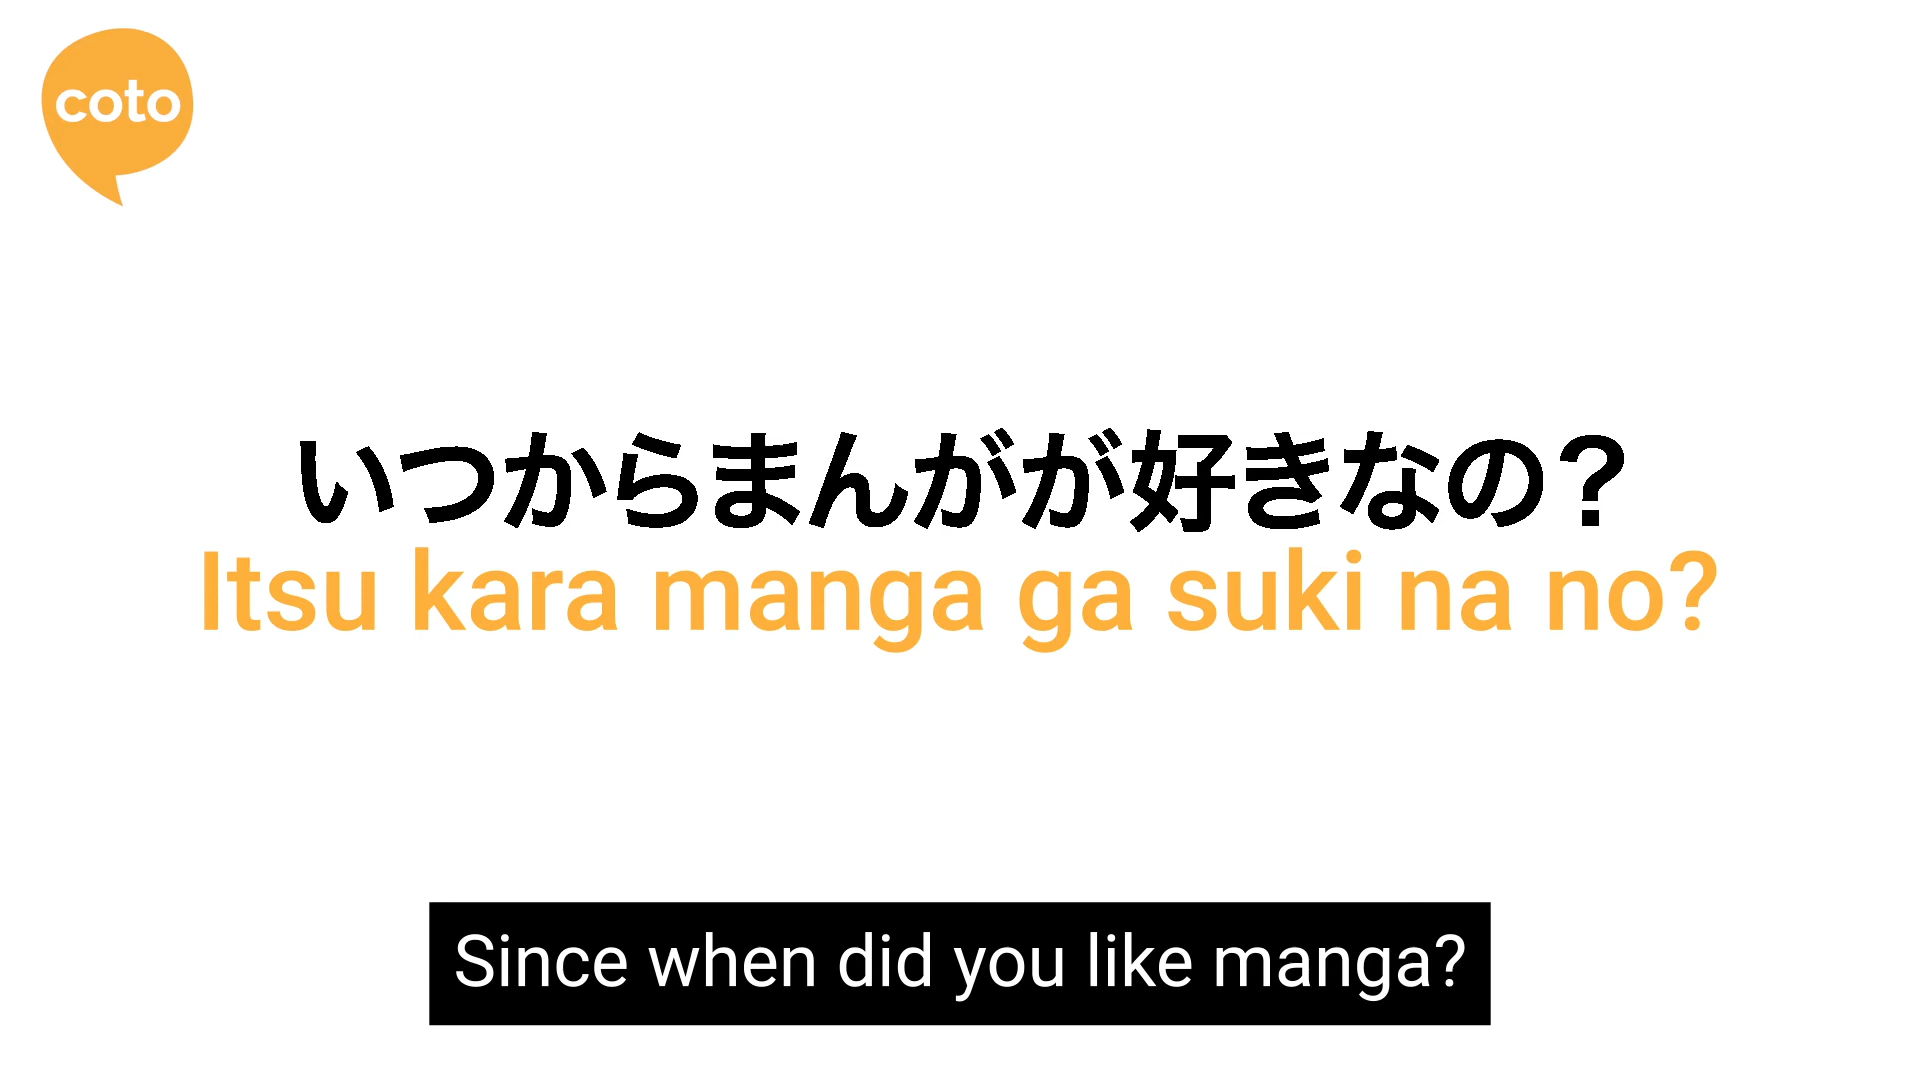 coto
いつからまんがが好きなの？
Itsu kara manga ga suki na no?
Since when did you like manga?